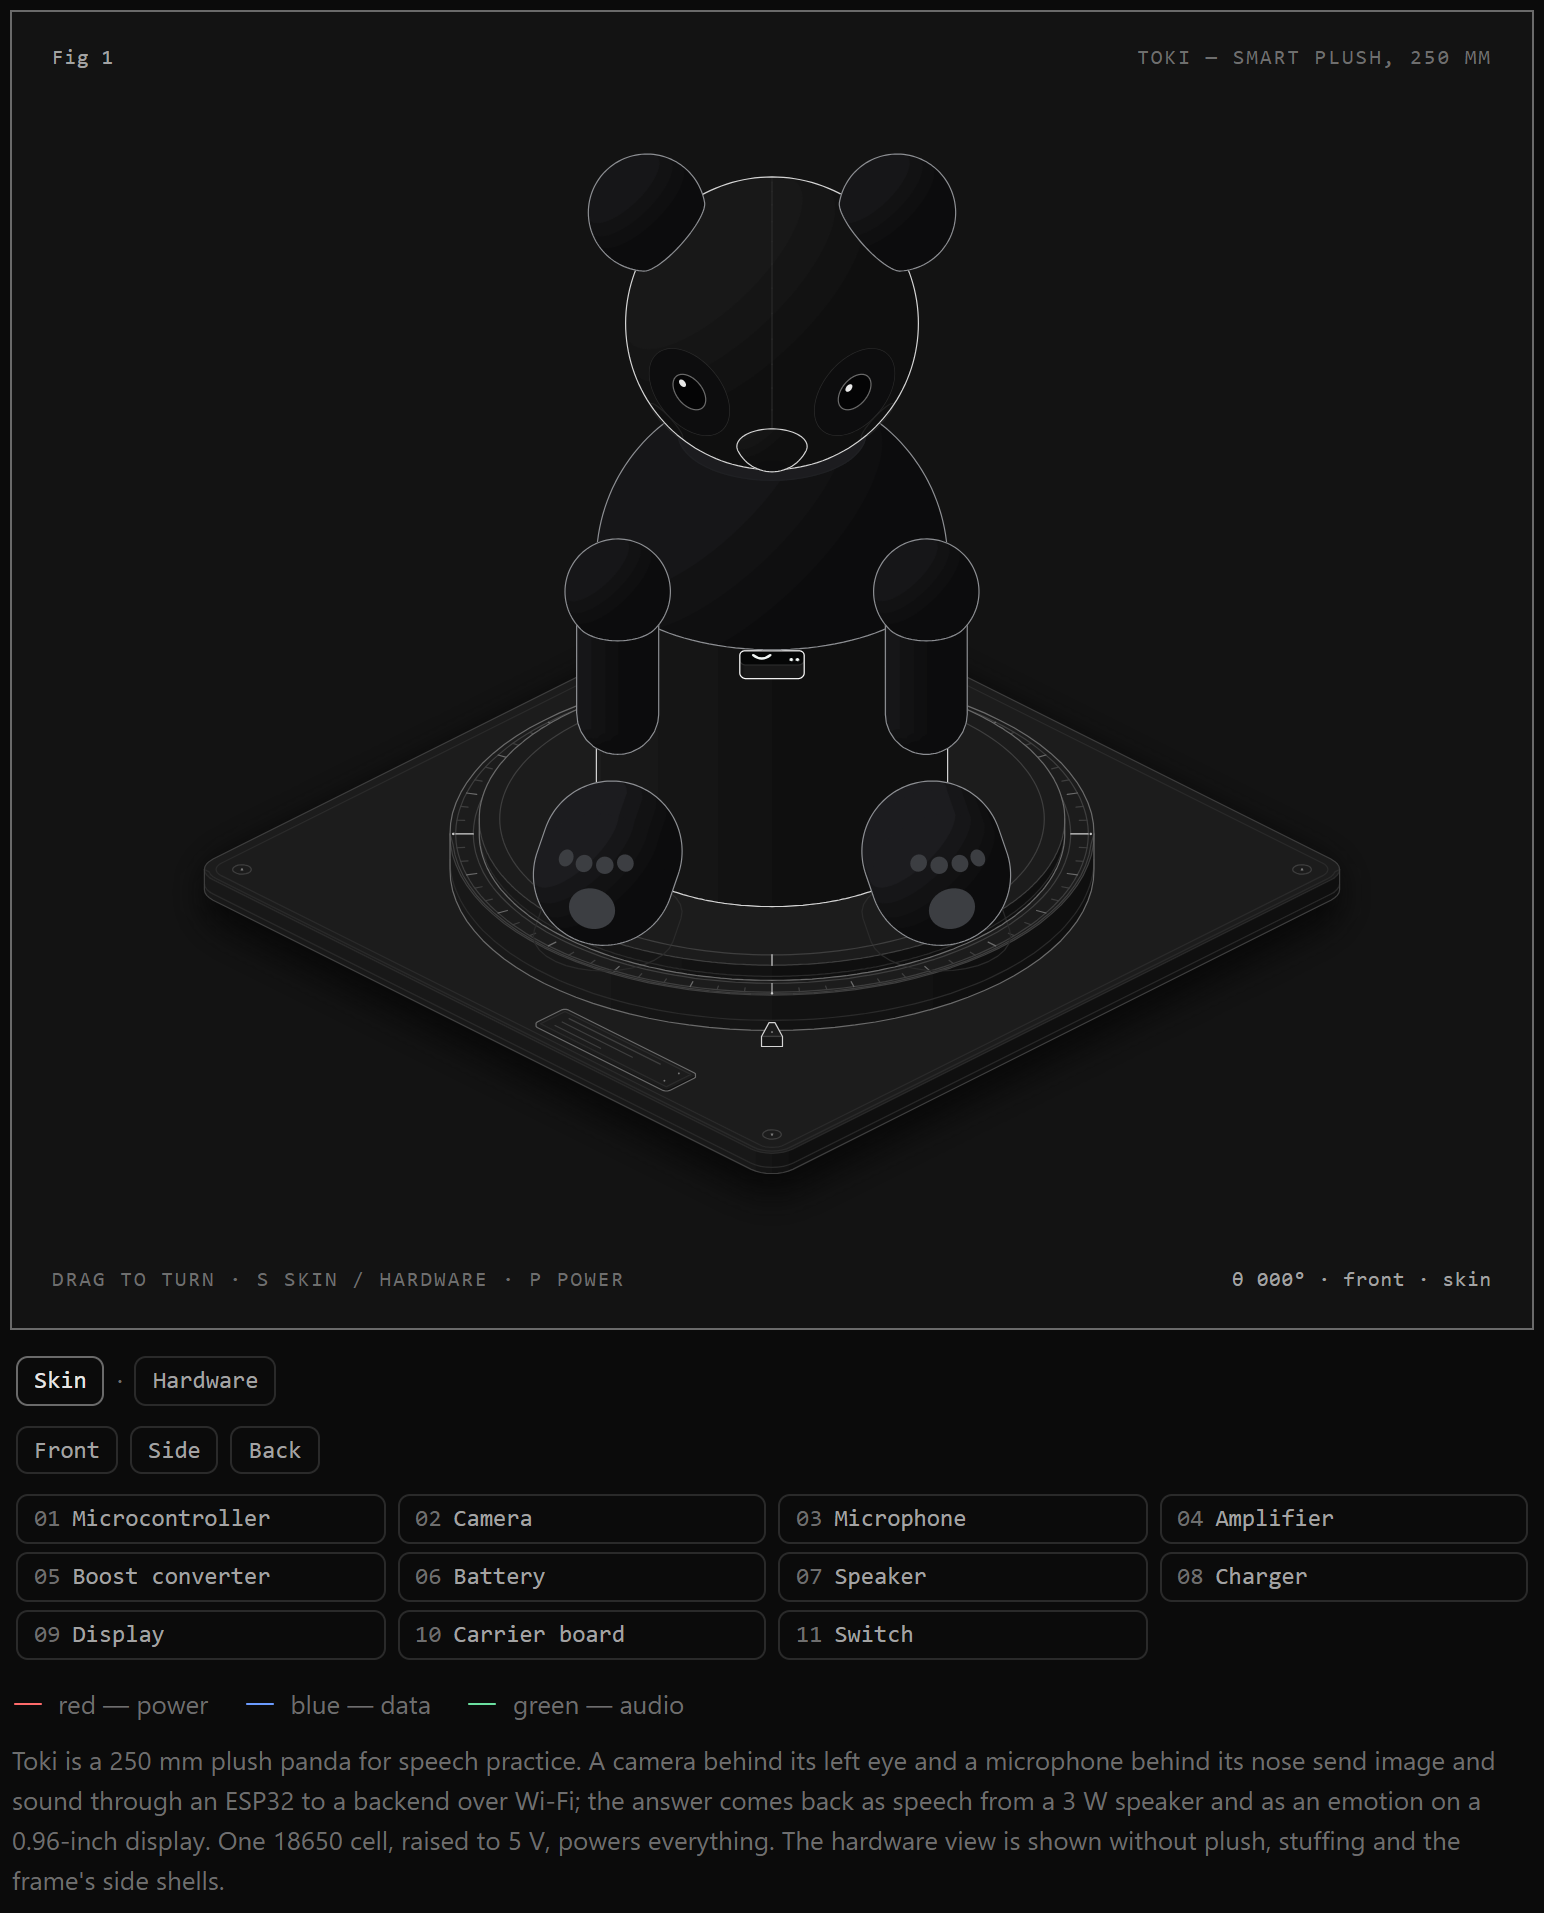 Fig 1
TOKI — SMART PLUSH, 250 MM
DRAG TO TURN · S SKIN / HARDWARE · P POWER
θ 000° · front · skin
Skin · Hardware
Front Side Back
01 Microcontroller 02 Camera 03 Microphone 04 Amplifier
05 Boost converter 06 Battery 07 Speaker 08 Charger
09 Display 10 Carrier board 11 Switch
red — power blue — data green — audio
Toki is a 250 mm plush panda for speech practice. A camera behind its left eye and a microphone behind its nose send image and
sound through an ESP32 to a backend over Wi-Fi; the answer comes back as speech from a 3 W speaker and as an emotion on a
0.96-inch display. One 18650 cell, raised to 5 V, powers everything. The hardware view is shown without plush, stuffing and the
frame's side shells.